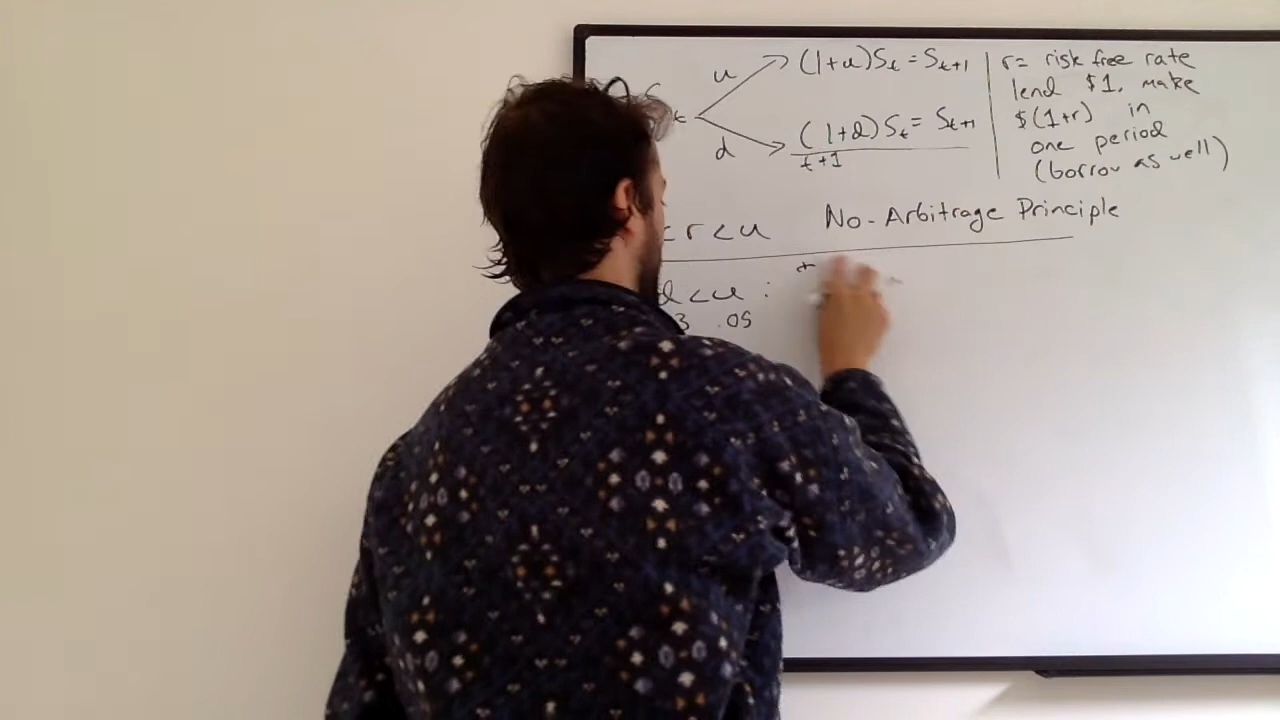 u (1+u)Sₜ = Sₜ₊₁
t
d (1+d)Sₜ = Sₜ₊₁
t+1
r = risk free rate
lend $1, make
$(1+r) in
one period
(borrow as well)
< r < u No-Arbitrage Principle
d < u :
3 .05